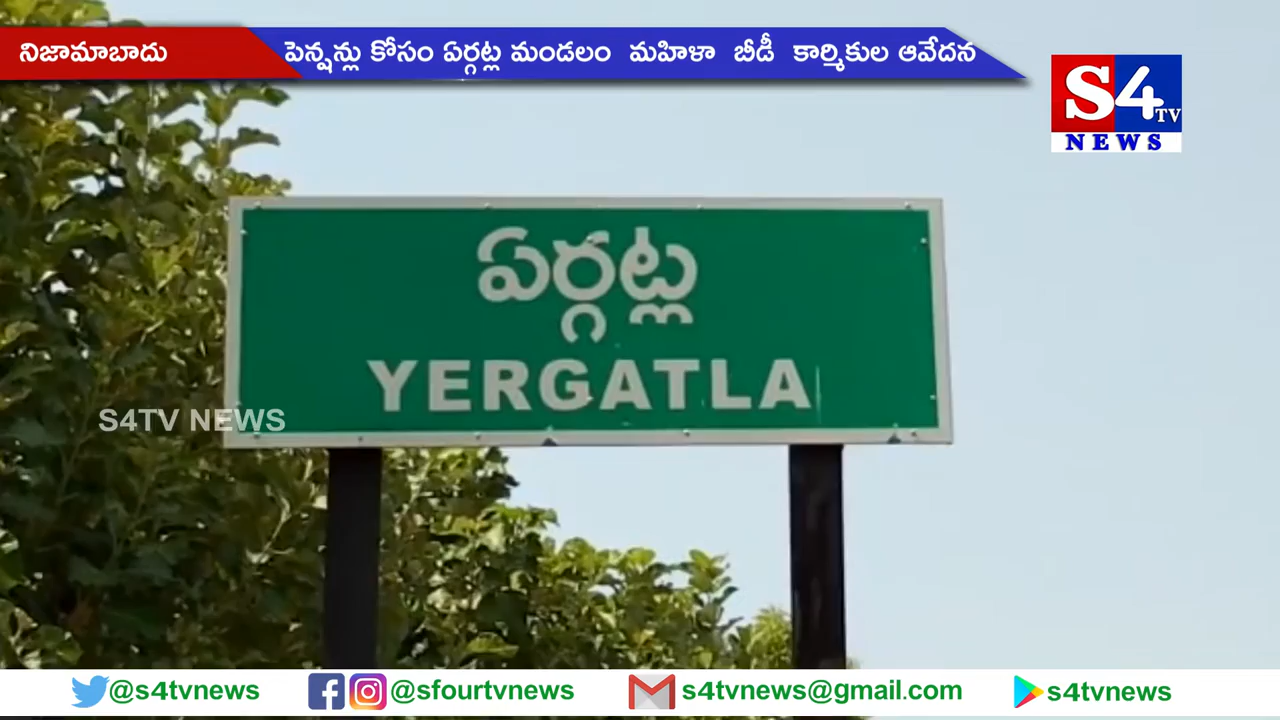 నిజామాబాదు
పెన్షన్లు కోసం ఏర్గట్ల మండలం మహిళా బీడీ కార్మికుల ఆవేదన
S4 TV
NEWS
ఏర్గట్ల
YERGATLA
S4TV NEWS
@s4tvnews @sfourtvnews s4tvnews@gmail.com s4tvnews